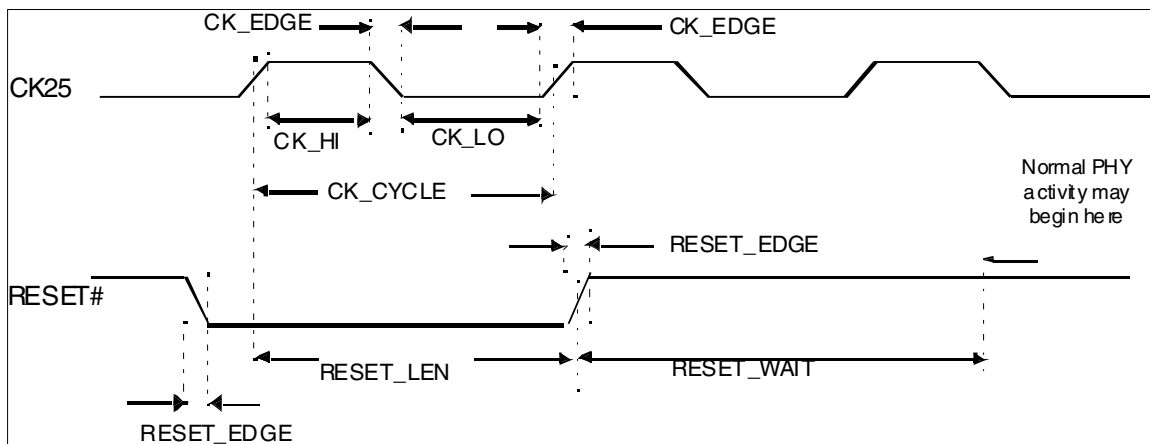 CK_EDGE
CK_EDGE
CK25
CK_HI
CK_LO
CK_CYCLE
Normal PHY
activity may
begin here
RESET_EDGE
RESET#
RESET_LEN
RESET_WAIT
RESET_EDGE